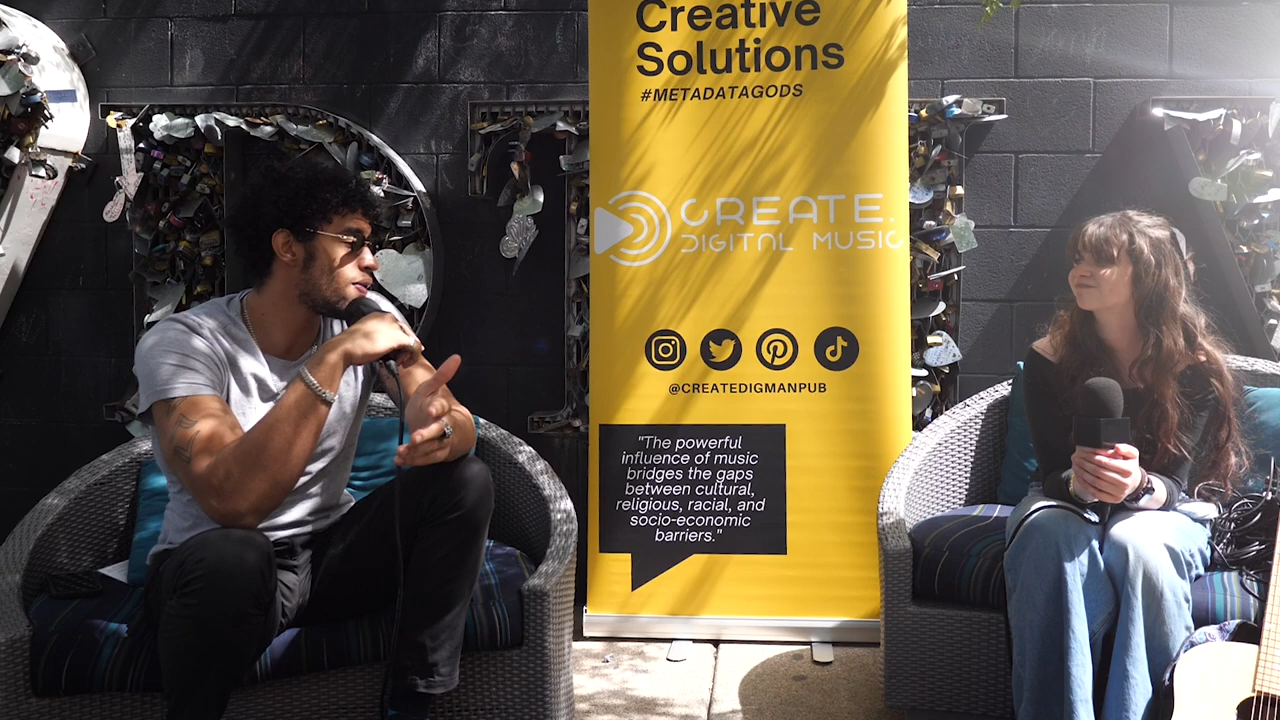 Creative
Solutions
#METADATAGODS
CREATE.
DIGITAL MUSIC
@CREATEDIGMANPUB
"The powerful
influence of music
bridges the gaps
between cultural,
religious, racial, and
socio-economic
barriers."